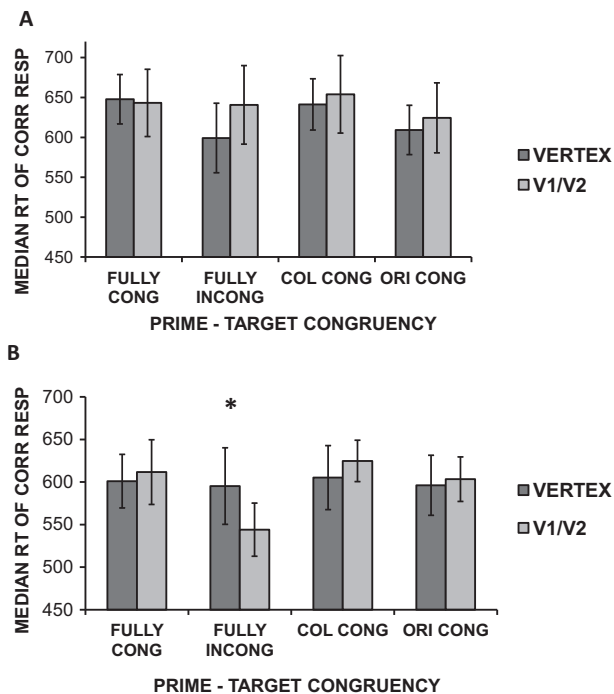 A
MEDIAN RT OF CORR RESP
700
650
600
550
500
450
FULLY CONG
FULLY INCONG
COL CONG
ORI CONG
PRIME - TARGET CONGRUENCY
VERTEX
V1/V2
B
MEDIAN RT OF CORR RESP
700
650
600
550
500
450
*
FULLY CONG
FULLY INCONG
COL CONG
ORI CONG
PRIME - TARGET CONGRUENCY
VERTEX
V1/V2